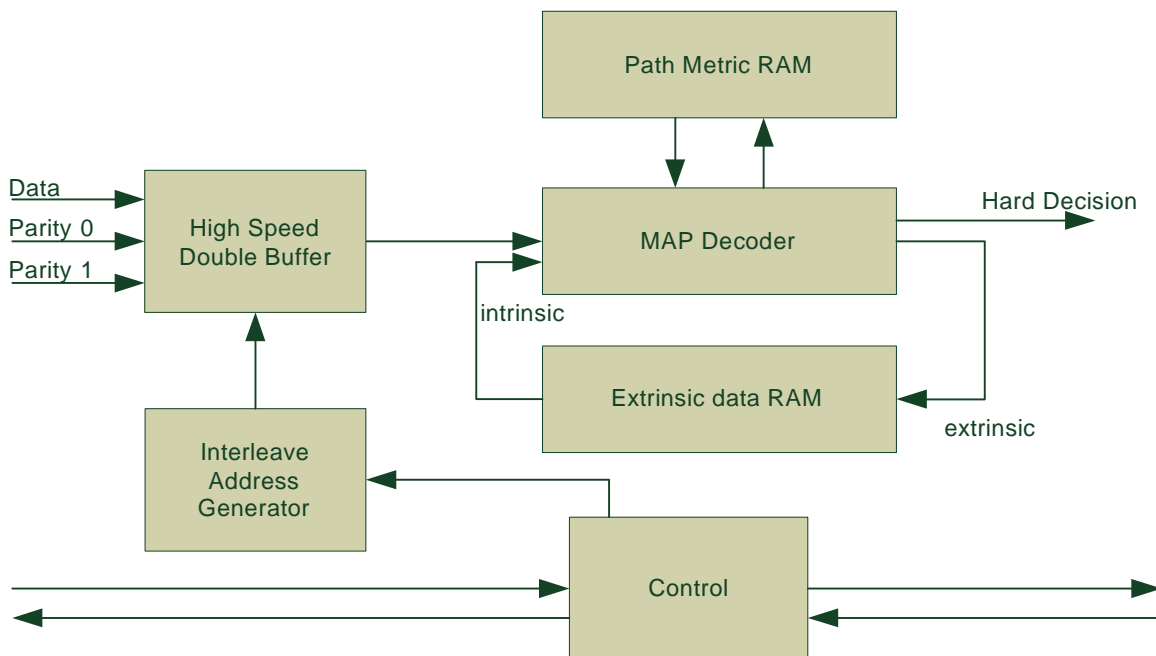 Path Metric RAM
Data
Parity 0
Parity 1
High Speed
Double Buffer
MAP Decoder
Hard Decision
intrinsic
Extrinsic data RAM
extrinsic
Interleave
Address
Generator
Control